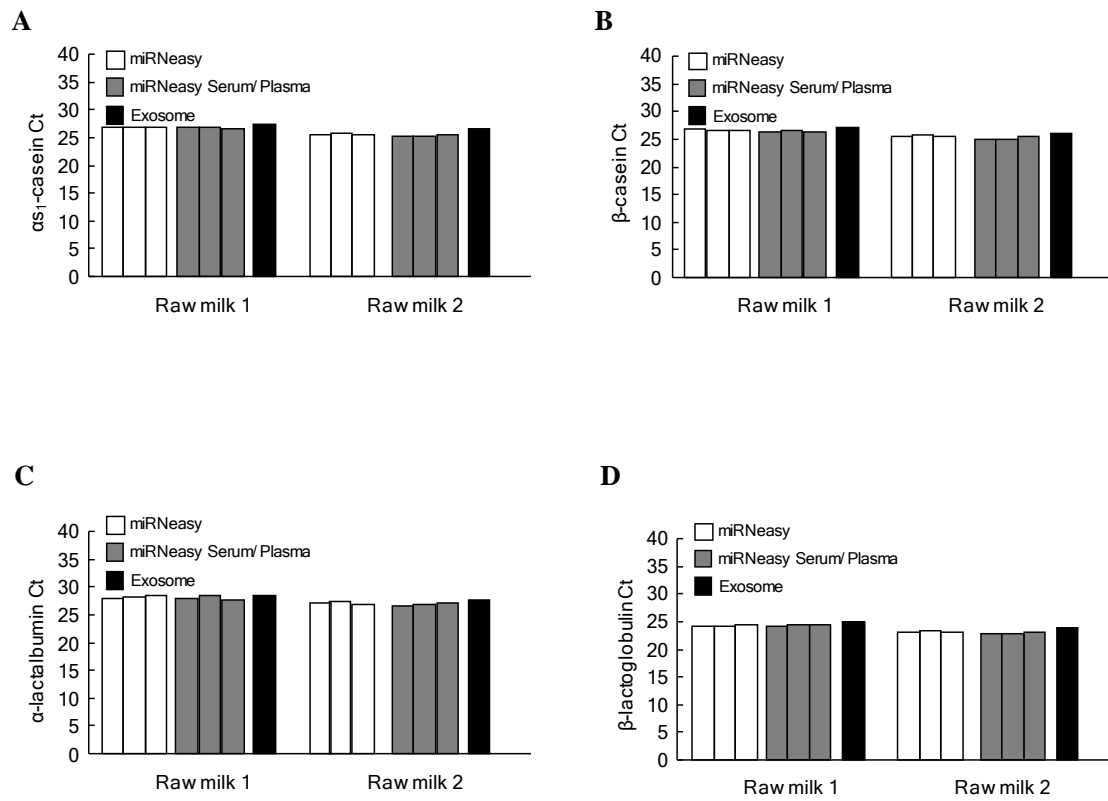 A
αs₁-casein Ct
40
35
30
25
20
15
10
5
0
miRNeasy
miRNeasy Serum/ Plasma
Exosome
Raw milk 1
Raw milk 2
B
β-casein Ct
40
35
30
25
20
15
10
5
0
miRNeasy
miRNeasy Serum/ Plasma
Exosome
Raw milk 1
Raw milk 2
C
α-lactalbumin Ct
40
35
30
25
20
15
10
5
0
miRNeasy
miRNeasy Serum/ Plasma
Exosome
Raw milk 1
Raw milk 2
D
β-lactoglobulin Ct
40
35
30
25
20
15
10
5
0
miRNeasy
miRNeasy Serum/ Plasma
Exosome
Raw milk 1
Raw milk 2